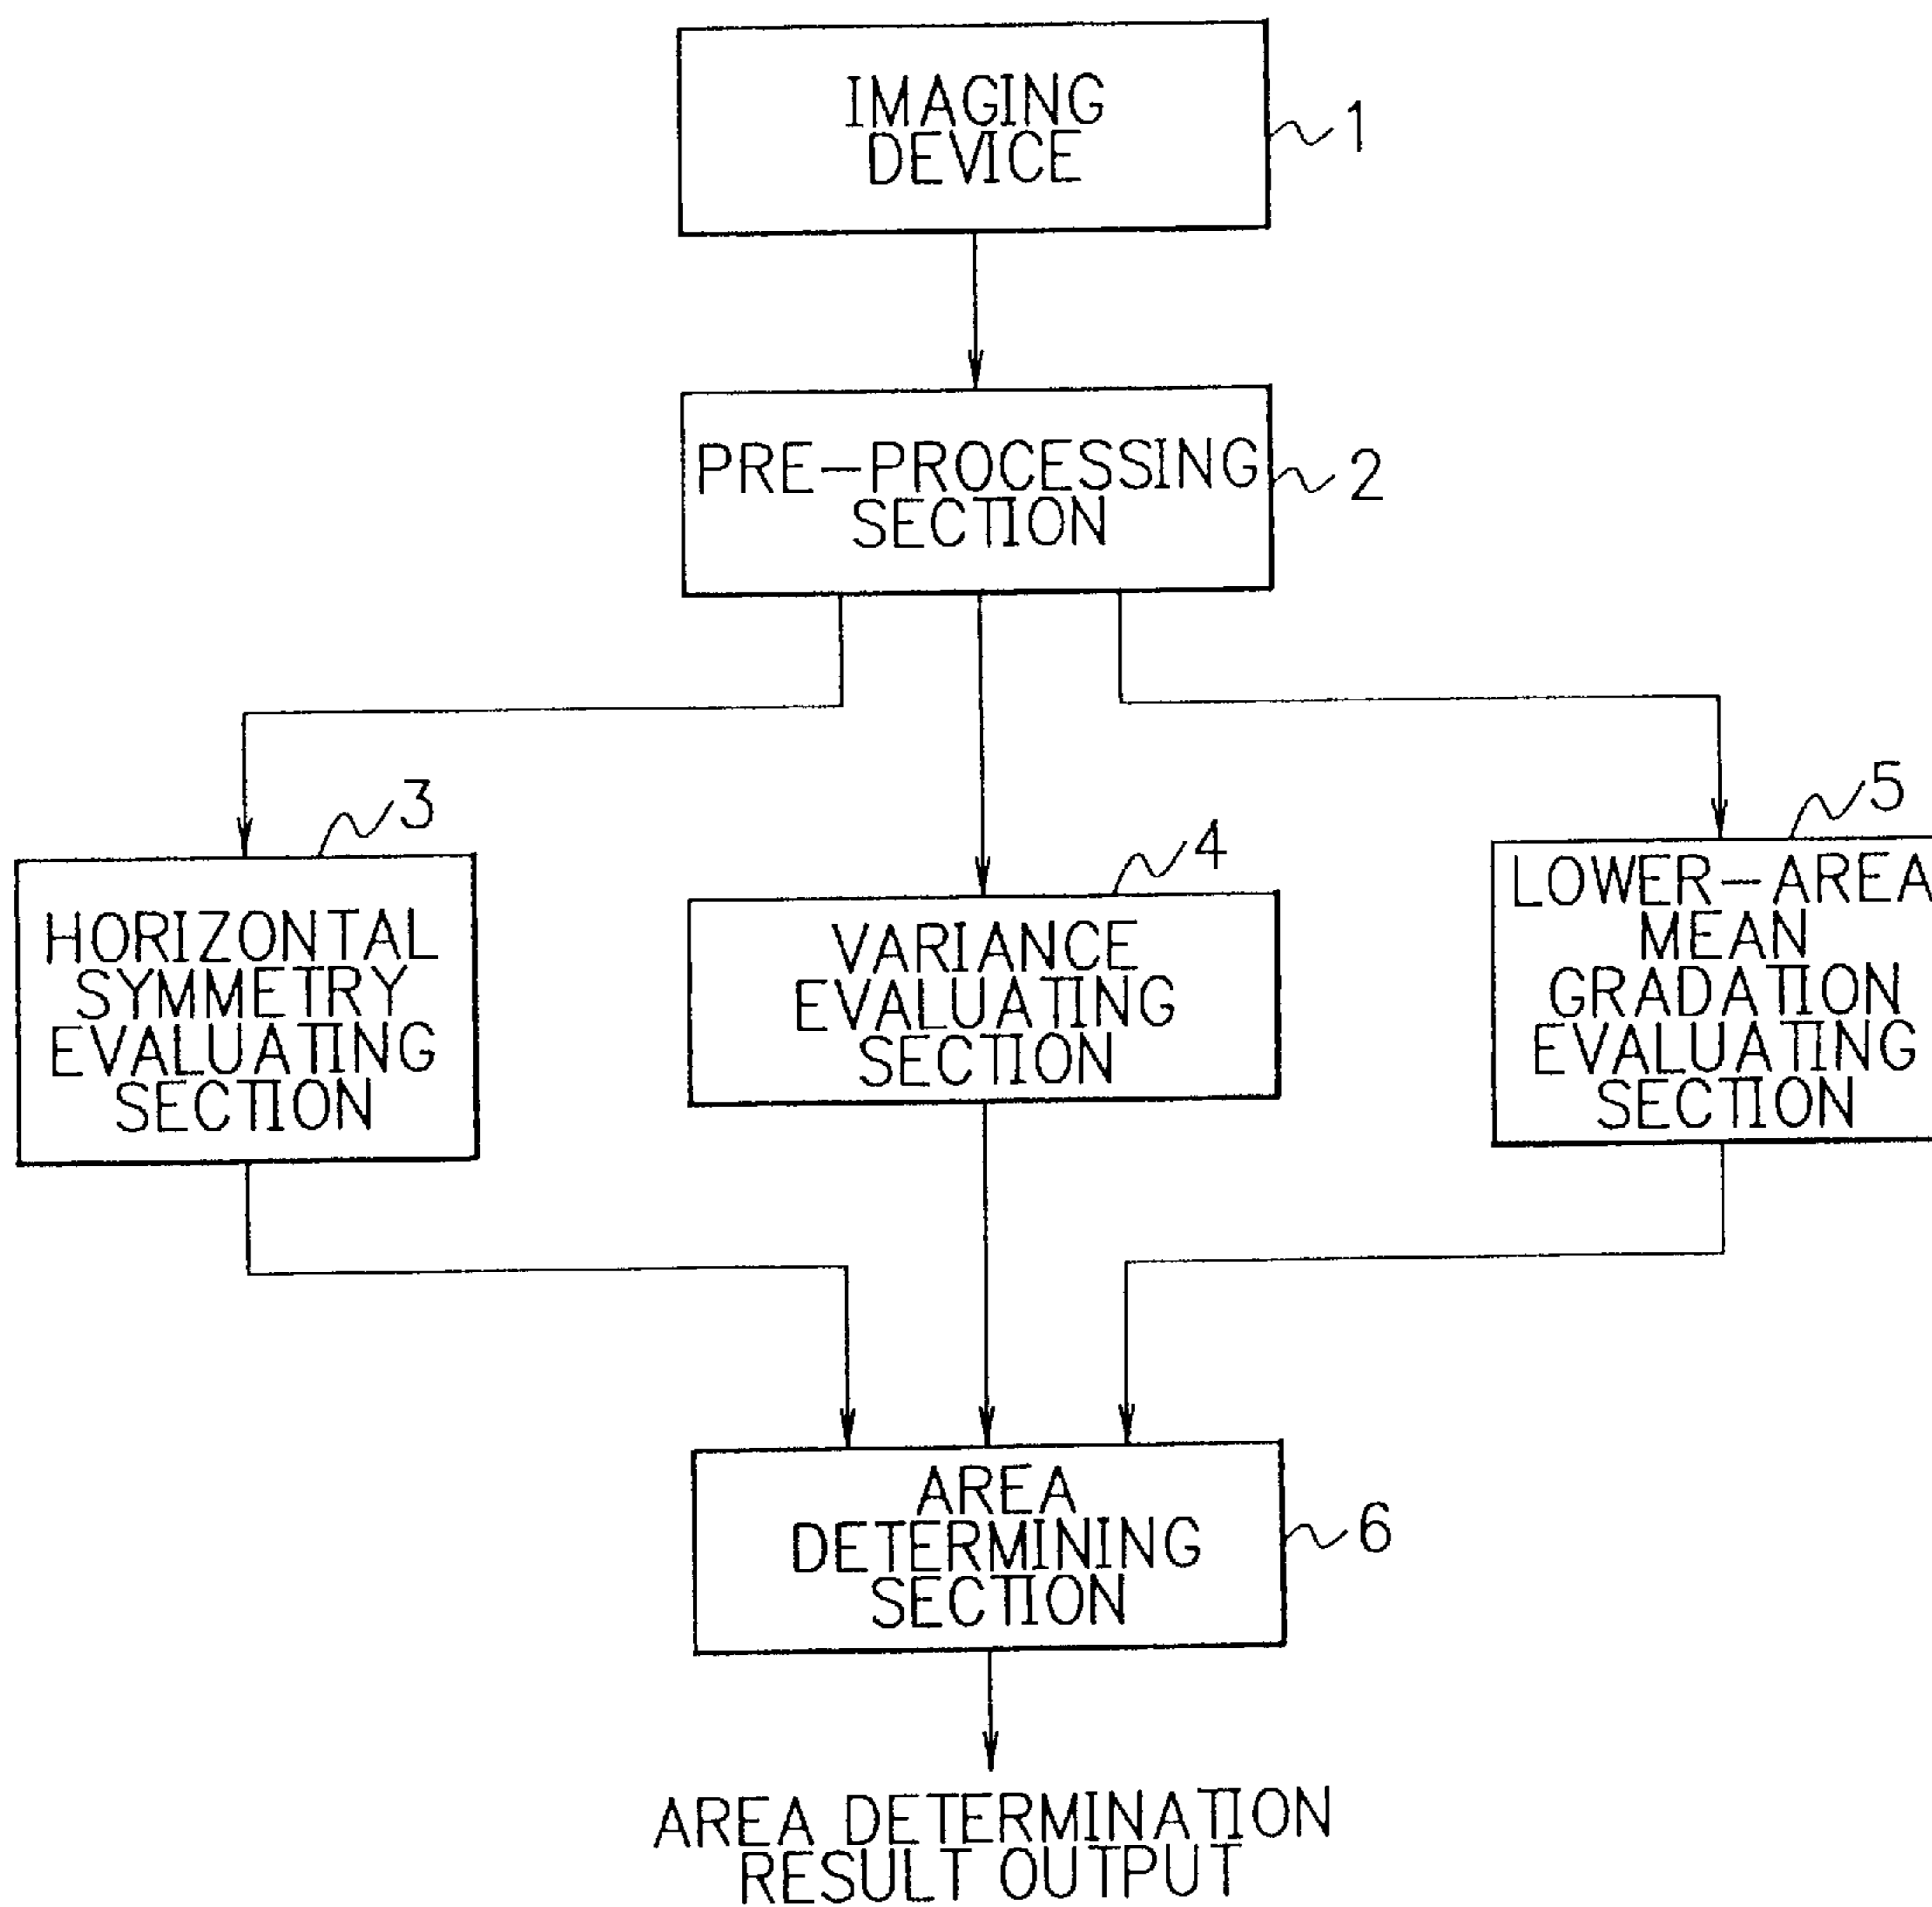 IMAGING
DEVICE
1
PRE-PROCESSING
SECTION
2
3
HORIZONTAL
SYMMETRY
EVALUATING
SECTION
4
VARIANCE
EVALUATING
SECTION
5
LOWER-AREA
MEAN
GRADATION
EVALUATING
SECTION
AREA
DETERMINING
SECTION
6
AREA DETERMINATION
RESULT OUTPUT